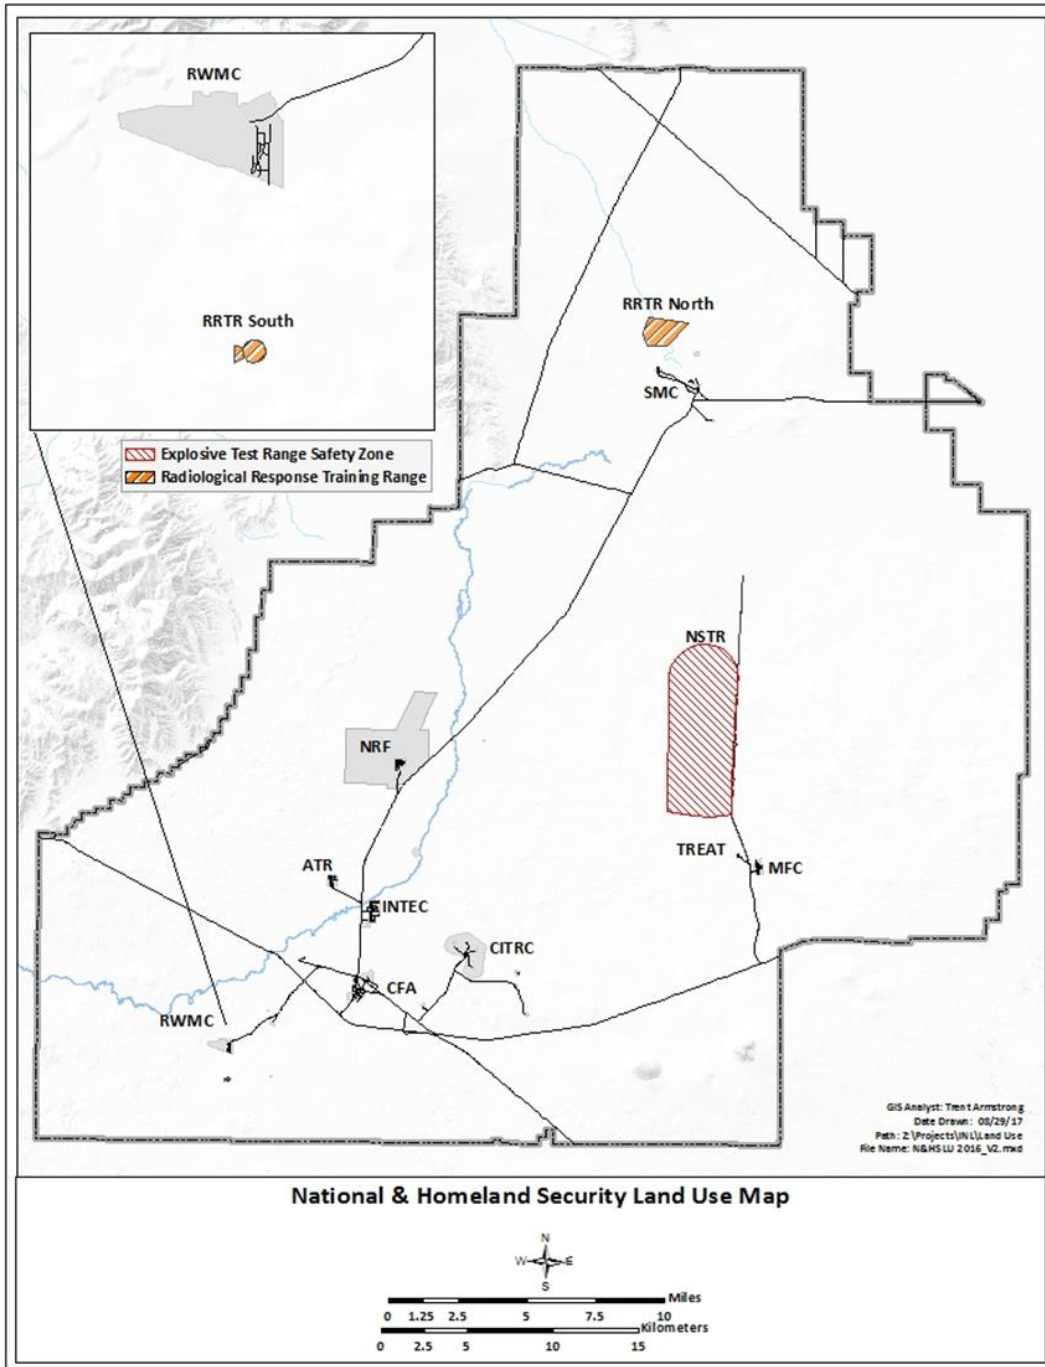 RWMC
RRTR South
RRTR North
SMC
Explosive Test Range Safety Zone
Radiological Response Training Range
NSTR
NRF
TREAT
MFC
ATR
INTEC
CITRC
CFA
RWMC
GIS Analyst: Trent Armstrong
Date Drawn: 08/29/17
Path: Z:\Projects\INL\Land Use
File Name: N&HSLU 2016_V2.mxd
National & Homeland Security Land Use Map
N
W E
S
Miles
0 1.25 2.5 5 7.5 10
Kilometers
0 2.5 5 10 15